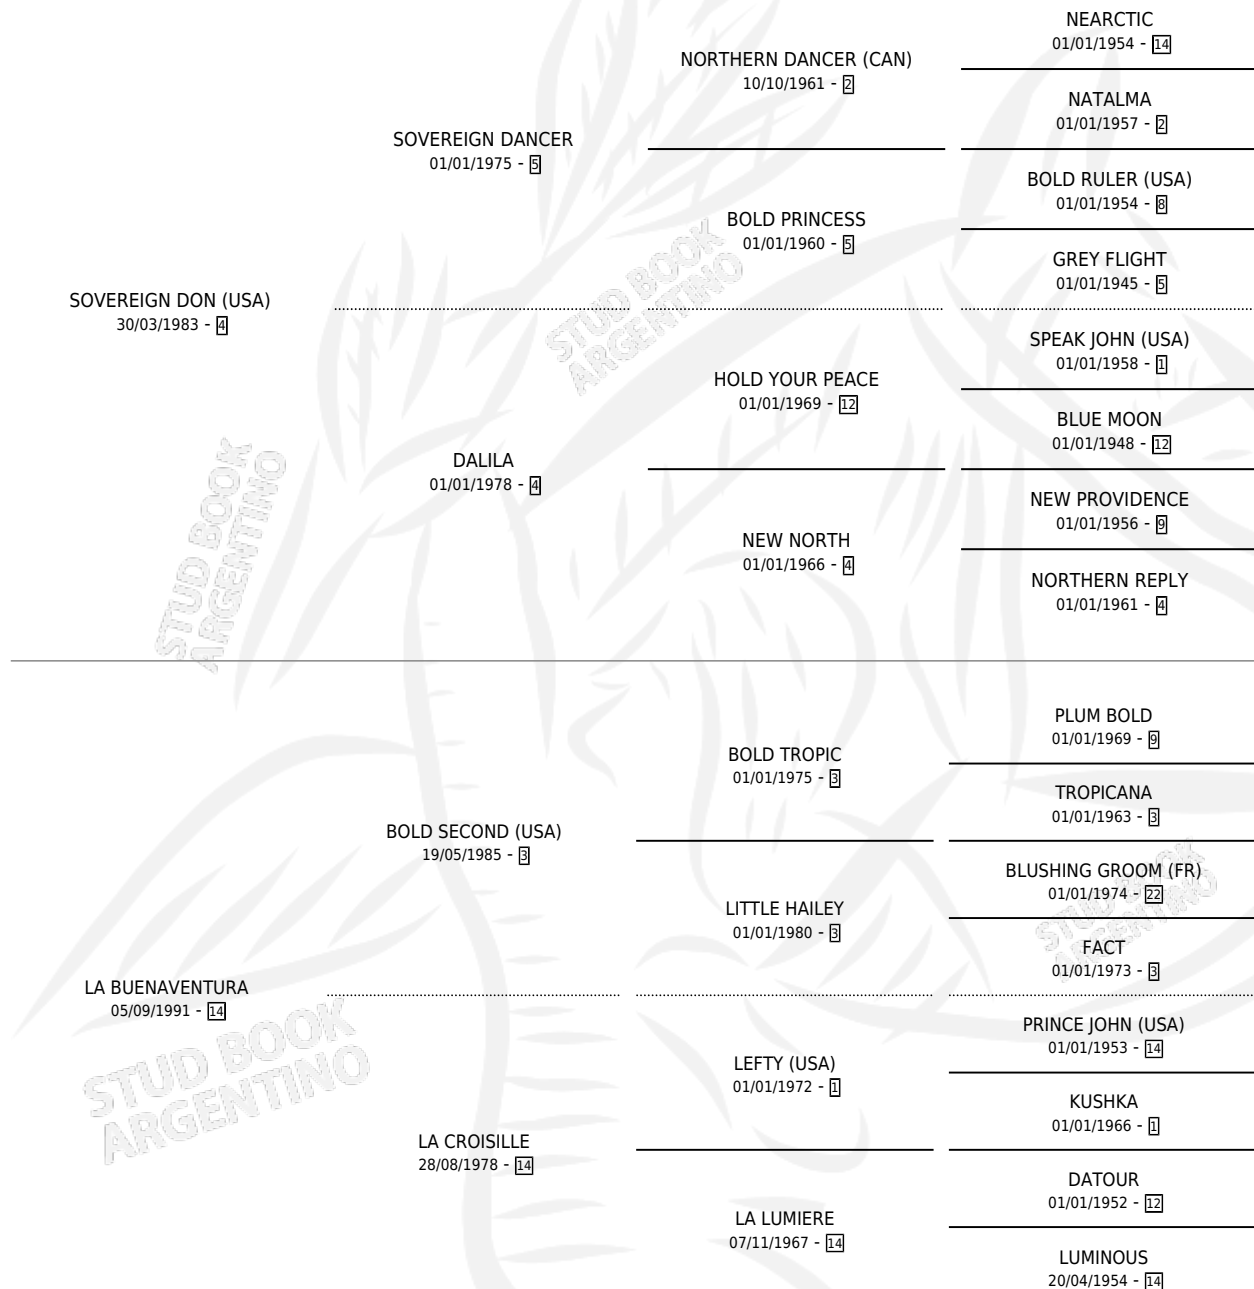 NEARCTIC
01/01/1954 - 14
NORTHERN DANCER (CAN)
10/10/1961 - 2
NATALMA
01/01/1957 - 2
SOVEREIGN DANCER
01/01/1975 - 5
BOLD RULER (USA)
01/01/1954 - 8
BOLD PRINCESS
01/01/1960 - 5
GREY FLIGHT
01/01/1945 - 5
SOVEREIGN DON (USA)
30/03/1983 - 4
STUD BOOK
ARGENTINO
SPEAK JOHN (USA)
01/01/1958 - 1
HOLD YOUR PEACE
01/01/1969 - 12
BLUE MOON
01/01/1948 - 12
DALILA
01/01/1978 - 4
NEW PROVIDENCE
01/01/1956 - 9
NEW NORTH
01/01/1966 - 4
NORTHERN REPLY
01/01/1961 - 4
STUD BOOK
ARGENTINO
PLUM BOLD
01/01/1969 - 9
BOLD TROPIC
01/01/1975 - 3
TROPICANA
01/01/1963 - 3
BOLD SECOND (USA)
19/05/1985 - 3
BLUSHING GROOM (FR)
01/01/1974 - 22
LITTLE HAILEY
01/01/1980 - 3
FACT
01/01/1973 - 3
STUD BOOK
ARGENTINO
LA BUENAVENTURA
05/09/1991 - 14
STUD BOOK
ARGENTINO
PRINCE JOHN (USA)
01/01/1953 - 14
LEFTY (USA)
01/01/1972 - 1
KUSHKA
01/01/1966 - 1
LA CROISILLE
28/08/1978 - 14
DATOUR
01/01/1952 - 12
LA LUMIERE
07/11/1967 - 14
LUMINOUS
20/04/1954 - 14